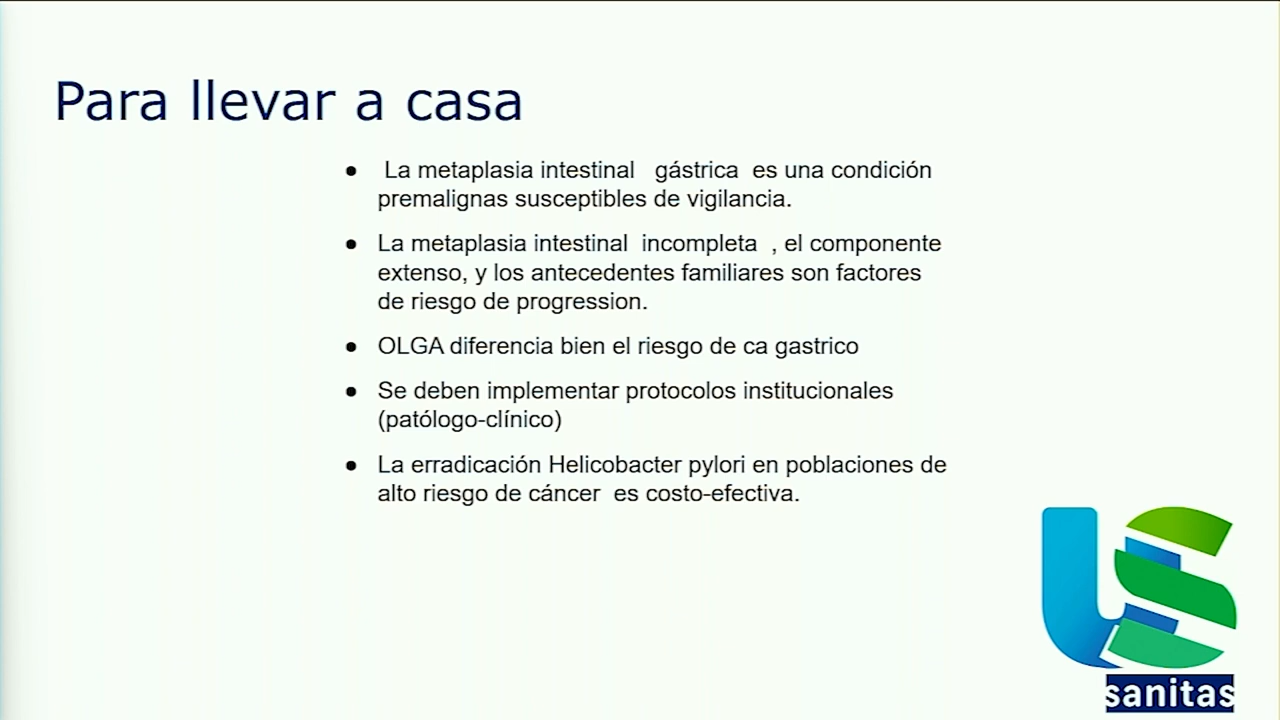 Para llevar a casa
● La metaplasia intestinal gástrica es una condición
premalignas susceptibles de vigilancia.
● La metaplasia intestinal incompleta , el componente
extenso, y los antecedentes familiares son factores
de riesgo de progression.
● OLGA diferencia bien el riesgo de ca gastrico
● Se deben implementar protocolos institucionales
(patólogo-clínico)
● La erradicación Helicobacter pylori en poblaciones de
alto riesgo de cáncer es costo-efectiva.
US
sanitas